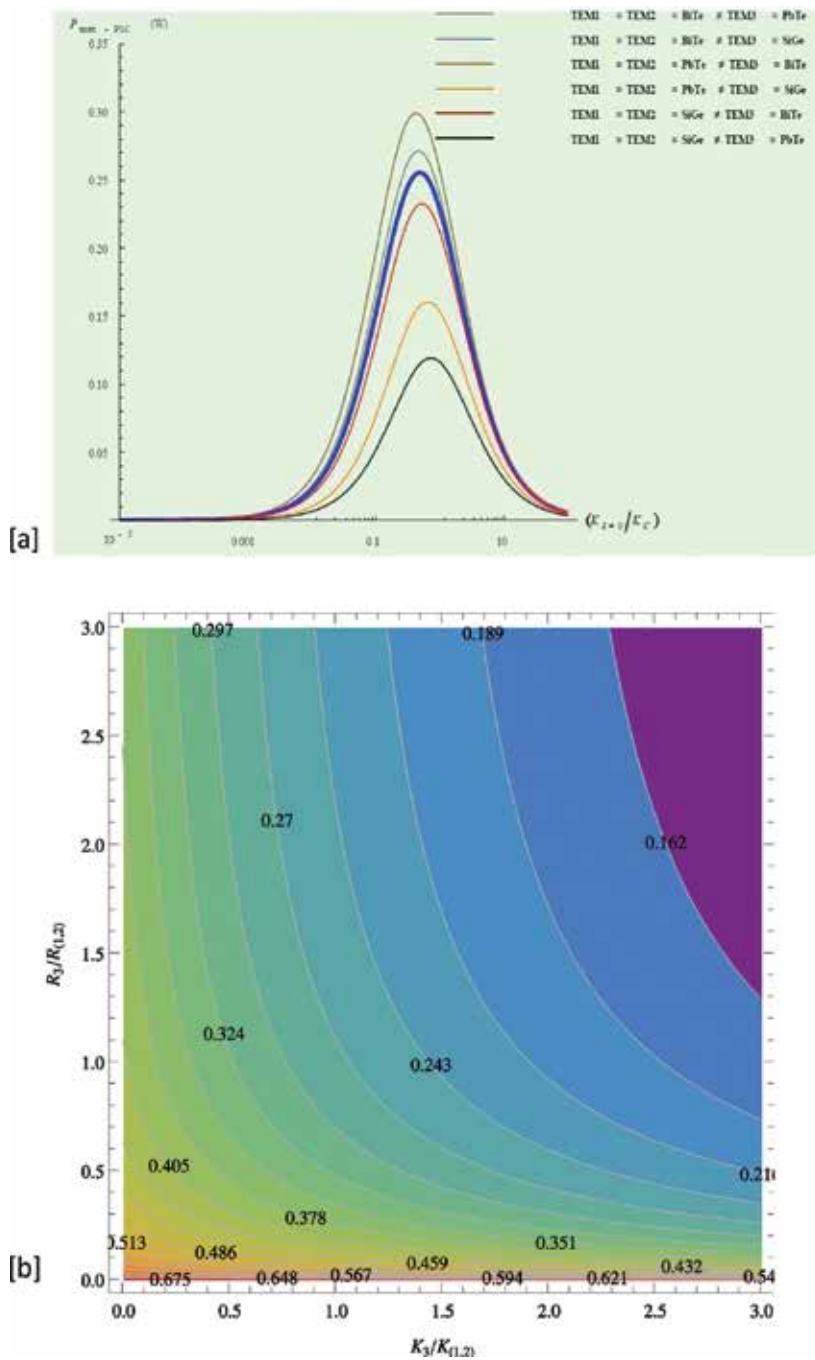 (W)
TEM1 = TEM2 = BiTe ≠ TEM3 = PbTe
TEM1 = TEM2 = BiTe ≠ TEM3 = SiGe
TEM1 = TEM2 = PbTe ≠ TEM3 = BiTe
TEM1 = TEM2 = PbTe ≠ TEM3 = SiGe
TEM1 = TEM2 = SiGe ≠ TEM3 = BiTe
TEM1 = TEM2 = SiGe ≠ TEM3 = PbTe
0.35
0.30
0.25
0.20
0.15
0.10
0.05
0.001 0.1 10
[a]
3.0
2.5
2.0
1.5
1.0
0.5
0.0
R3/R(1,2)
0.297 0.189
0.27
0.162
0.324
0.243
0.405
0.378
0.351
0.486 0.459 0.432
0.675 0.648 0.567 0.594 0.621 0.54
[b]
0.0 0.5 1.0 1.5 2.0 2.5 3.0
K3/K(1,2)